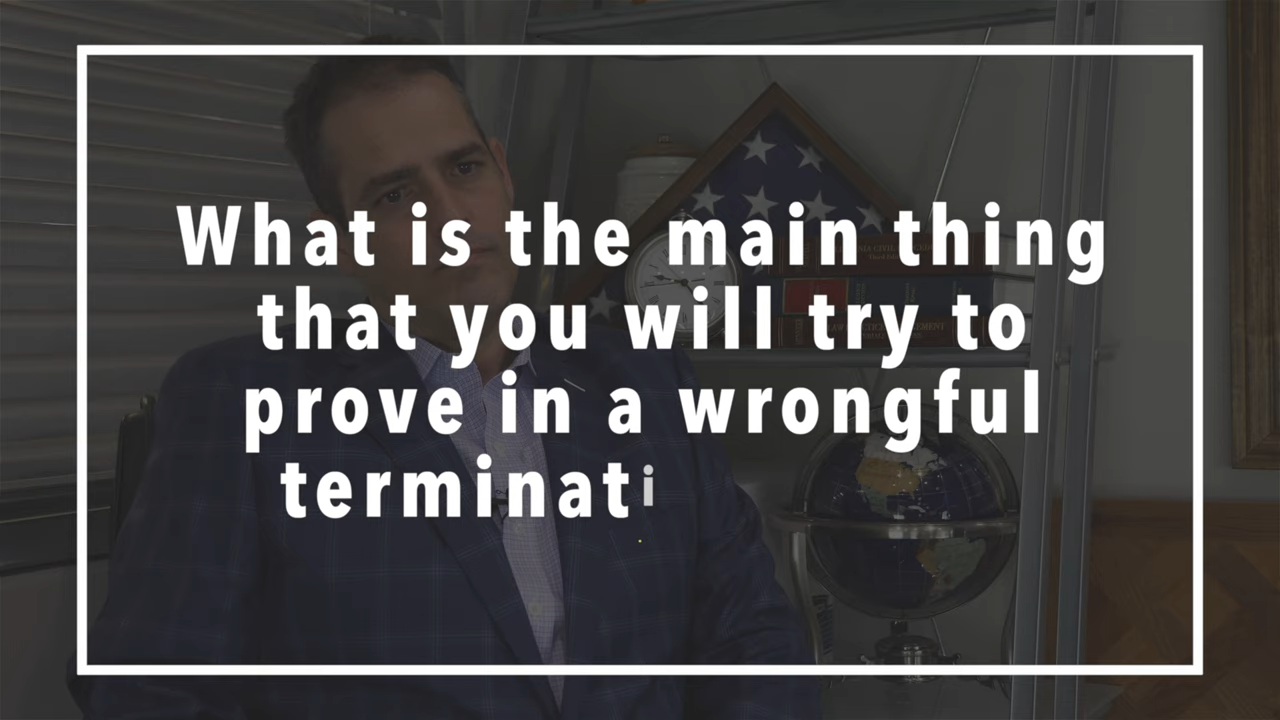 What is the main thing
that you will try to
prove in a wrongful
terminati